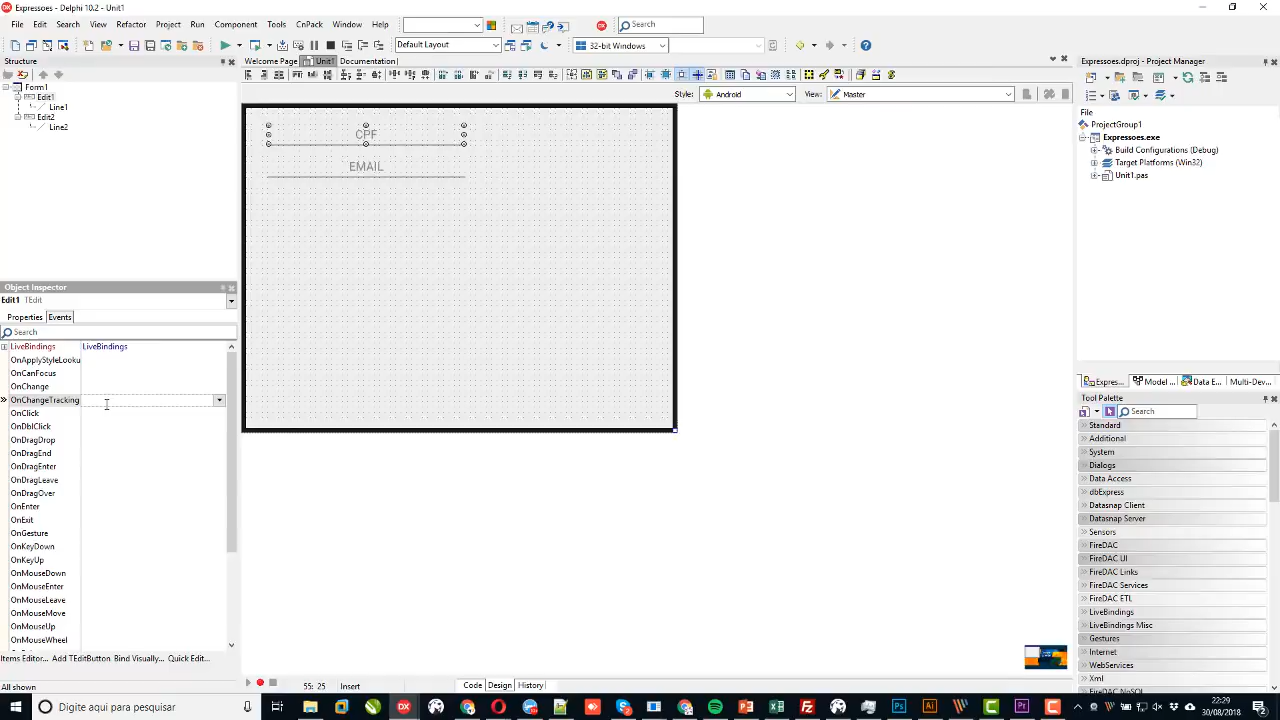 Expressoes - Delphi 10.2 - Unit1
File Edit Search View Refactor Project Run Component Tools CnPack Window Help
Search
Default Layout
32-bit Windows
Structure
Welcome Page Unit1 Documentation
Expressoes.dproj - Project Manager
Form1
Edit1
Line1
Edit2
Line2
Style: Android View: Master
CPF
EMAIL
File
ProjectGroup1
Expressoes.exe
Build Configurations (Debug)
Target Platforms (Win32)
Unit1.pas
Object Inspector
Edit1 TEdit
Properties Events
Search
LiveBindings LiveBindings
OnApplyStyleLooku
OnCanFocus
OnChange
OnChangeTracking
OnClick
OnDblClick
OnDragDrop
OnDragEnd
OnDragEnter
OnDragLeave
OnDragOver
OnEnter
OnExit
OnGesture
OnKeyDown
OnKeyUp
OnMouseDown
OnMouseEnter
OnMouseLeave
OnMouseMove
OnMouseUp
OnMouseWheel
Items Editor... Add TEditButton Bind Visually... Quick Edit...
All shown
Expres... Model ... Data E... Multi-Dev...
Tool Palette
Search
Standard
Additional
System
Dialogs
Data Access
dbExpress
Datasnap Client
Datasnap Server
Sensors
FireDAC
FireDAC UI
FireDAC Links
FireDAC Services
FireDAC ETL
LiveBindings
LiveBindings Misc
Gestures
Internet
WebServices
Xml
FireDAC NoSQL
55: 25 Insert Code Design History
Digite aqui para pesquisar
22:29
30/08/2018